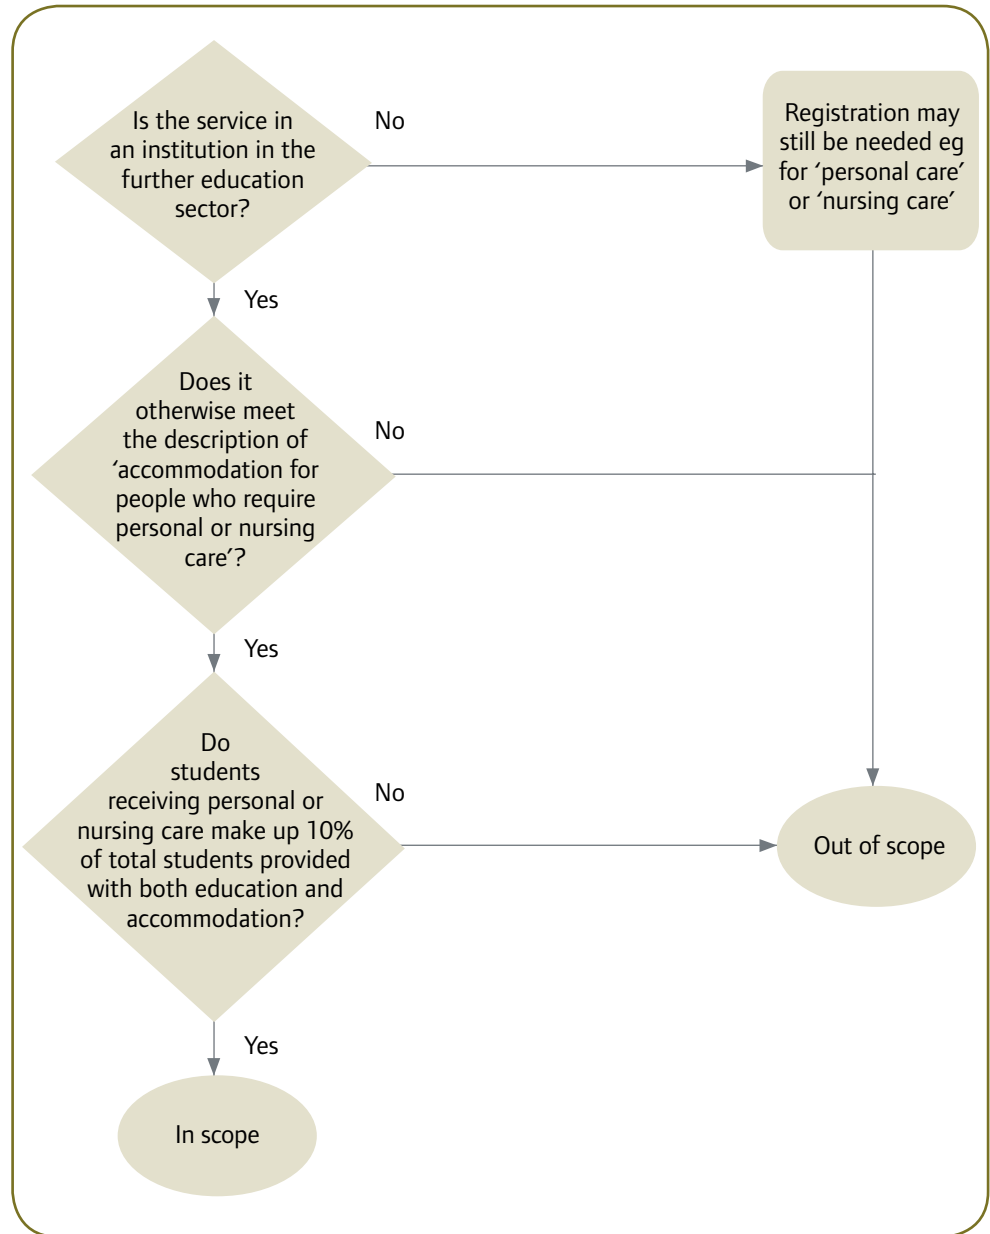 Is the service in
an institution in the
further education
sector?
No
Registration may
still be needed eg
for ‘personal care’
or ‘nursing care’
Yes
Does it
otherwise meet
the description of
‘accommodation for
people who require
personal or nursing
care’?
No
Yes
Do
students
receiving personal or
nursing care make up 10%
of total students provided
with both education and
accommodation?
No
Out of scope
Yes
In scope